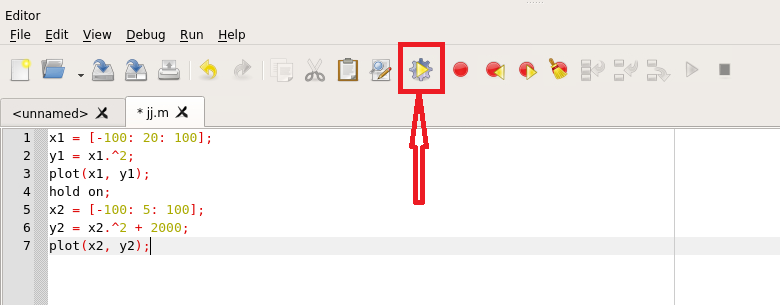 Editor
File Edit View Debug Run Help
<unnamed> * jj.m
1 x1 = [-100: 20: 100];
2 y1 = x1.^2;
3 plot(x1, y1);
4 hold on;
5 x2 = [-100: 5: 100];
6 y2 = x2.^2 + 2000;
7 plot(x2, y2);